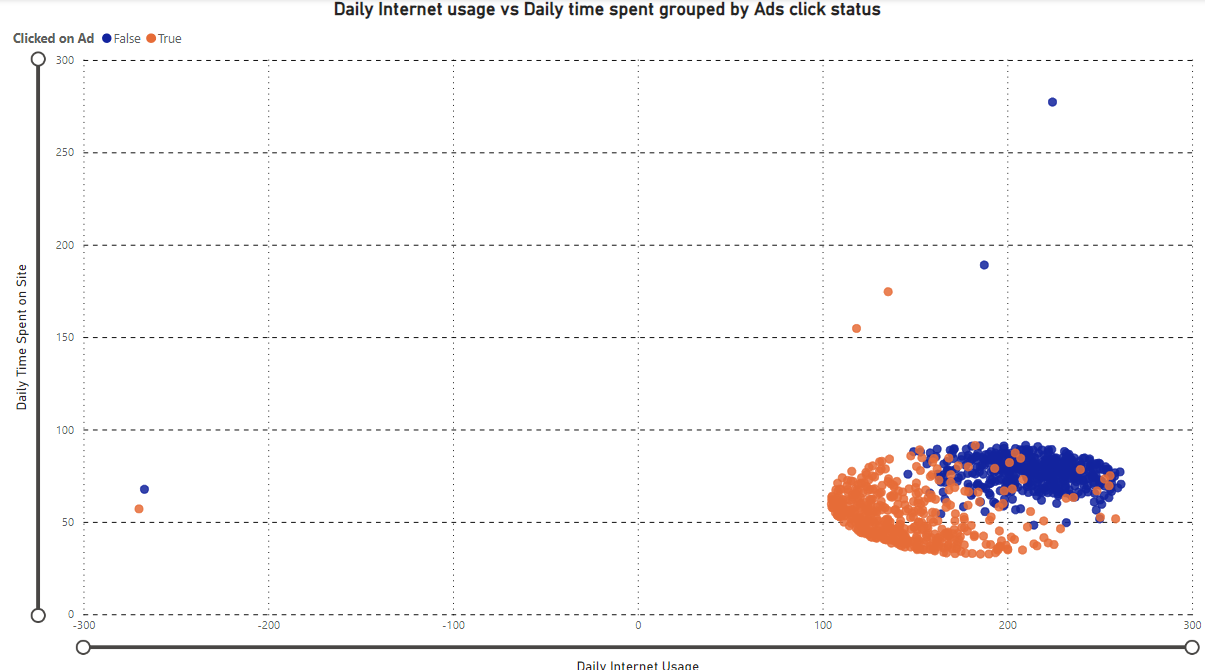 Daily Internet usage vs Daily time spent grouped by Ads click status
Clicked on Ad False True
300
250
200
150
100
50
0
Daily Time Spent on Site
-300 -200 -100 0 100 200 300
Daily Internet Usage